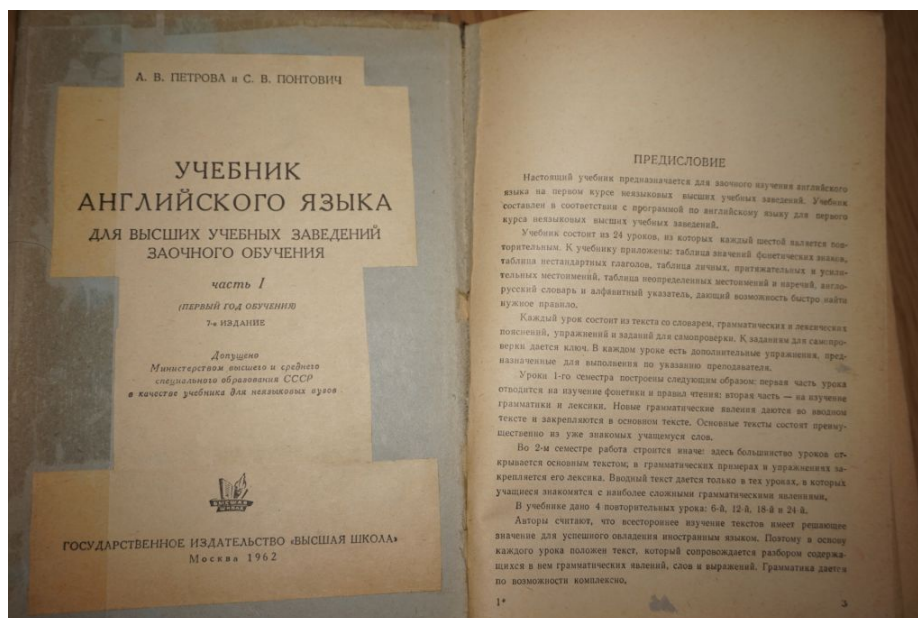 А. В. ПЕТРОВА и С. В. ПОНТОВИЧ
УЧЕБНИК
АНГЛИЙСКОГО ЯЗЫКА
ДЛЯ ВЫСШИХ УЧЕБНЫХ ЗАВЕДЕНИЙ
ЗАОЧНОГО ОБУЧЕНИЯ
часть I
(ПЕРВЫЙ ГОД ОБУЧЕНИЯ)
7-е ИЗДАНИЕ
Допущено
Министерством высшего и среднего
специального образования СССР
в качестве учебника для неязыковых вузов
ВЫСШАЯ
ШКОЛА
ГОСУДАРСТВЕННОЕ ИЗДАТЕЛЬСТВО «ВЫСШАЯ ШКОЛА»
Москва 1962
ПРЕДИСЛОВИЕ
Настоящий учебник предназначается для заочного изучения английского
языка на первом курсе неязыковых высших учебных заведений. Учебник
составлен в соответствии с программой по английскому языку для первого
курса неязыковых высших учебных заведений.
Учебник состоит из 24 уроков, из которых каждый шестой является пов-
торительным. К учебнику приложены: таблица значений фонетических знаков,
таблица нестандартных глаголов, таблица личных, притяжательных и усили-
тельных местоимений, таблица неопределенных местоимений и наречий, англо-
русский словарь и алфавитный указатель, дающий возможность быстро найти
нужное правило.
Каждый урок состоит из текста со словарем, грамматических и лексических
пояснений, упражнений и заданий для самопроверки. К заданиям для самопро-
верки дается ключ. В каждом уроке есть дополнительные упражнения, пред-
назначенные для выполнения по указанию преподавателя.
Уроки 1-го семестра построены следующим образом: первая часть урока
отводится на изучение фонетики и правил чтения; вторая часть — на изучение
грамматики и лексики. Новые грамматические явления даются во вводном
тексте и закрепляются в основном тексте. Основные тексты состоят преиму-
щественно из уже знакомых учащемуся слов.
Во 2-м семестре работа строится иначе: здесь большинство уроков от-
крывается основным текстом; в грамматических примерах и упражнениях за-
крепляется его лексика. Вводный текст дается только в тех уроках, в которых
учащиеся знакомятся с наиболее сложными грамматическими явлениями.
В учебнике дано 4 повторительных урока: 6-й, 12-й, 18-й и 24 й.
Авторы считают, что всестороннее изучение текстов имеет решающее
значение для успешного овладения иностранным языком. Поэтому в основу
каждого урока положен текст, который сопровождается разбором содержа-
щихся в нем грамматических явлений, слов и выражений. Грамматика дается
по возможности комплексно.
1*
3